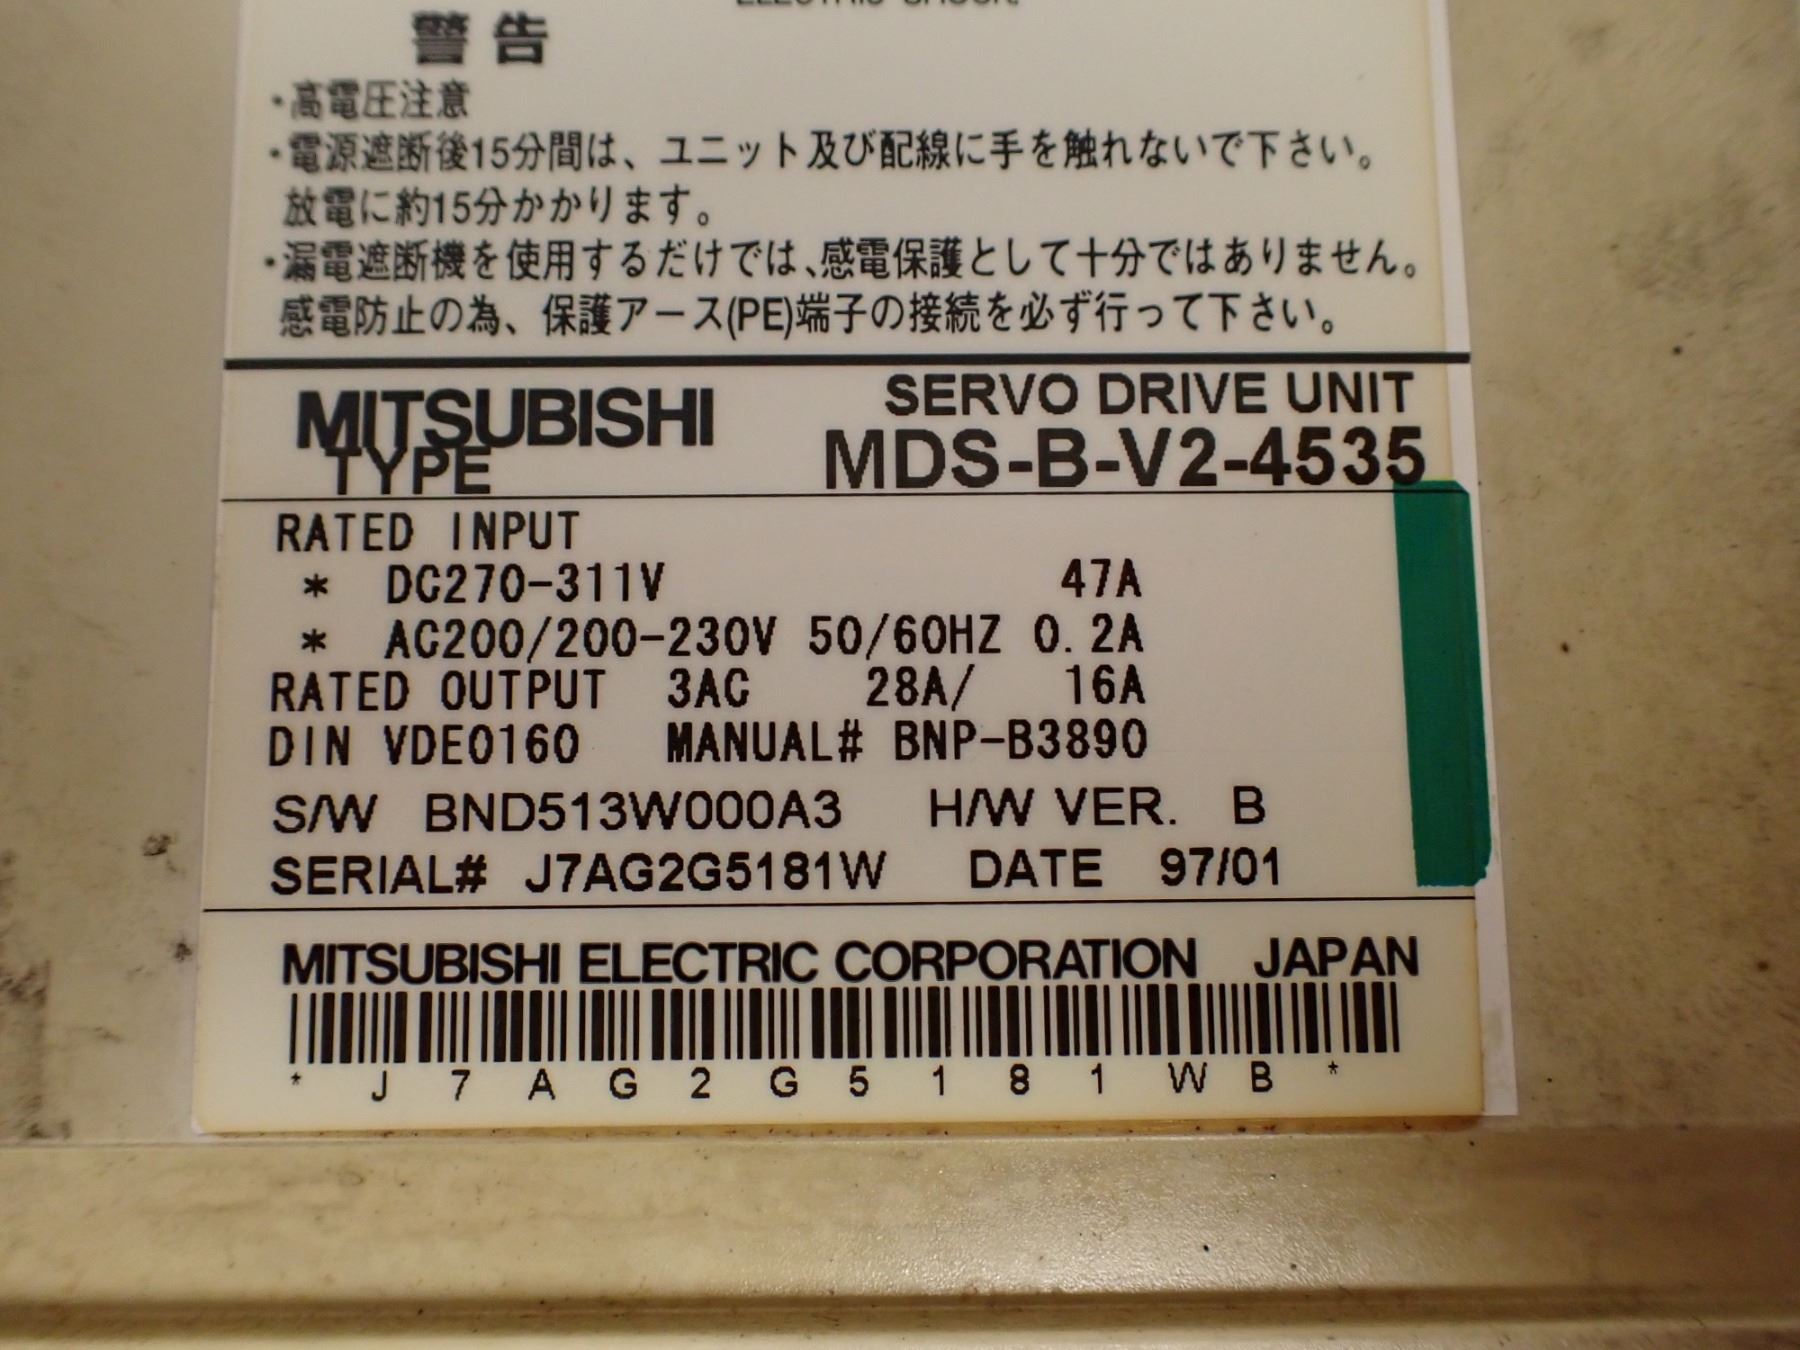 ELECTRIC SHOCK.
警告
・高電圧注意
・電源遮断後15分間は、ユニット及び配線に手を触れないで下さい。
放電に約15分かかります。
・漏電遮断機を使用するだけでは、感電保護として十分ではありません。
感電防止の為、保護アース(PE)端子の接続を必ず行って下さい。
MITSUBISHI SERVO DRIVE UNIT
TYPE MDS-B-V2-4535
RATED INPUT
* DC270-311V 47A
* AC200/200-230V 50/60HZ 0.2A
RATED OUTPUT 3AC 28A/ 16A
DIN VDE0160 MANUAL# BNP-B3890
S/W BND513W000A3 H/W VER. B
SERIAL# J7AG2G5181W DATE 97/01
MITSUBISHI ELECTRIC CORPORATION JAPAN
* J 7 A G 2 G 5 1 8 1 W B *